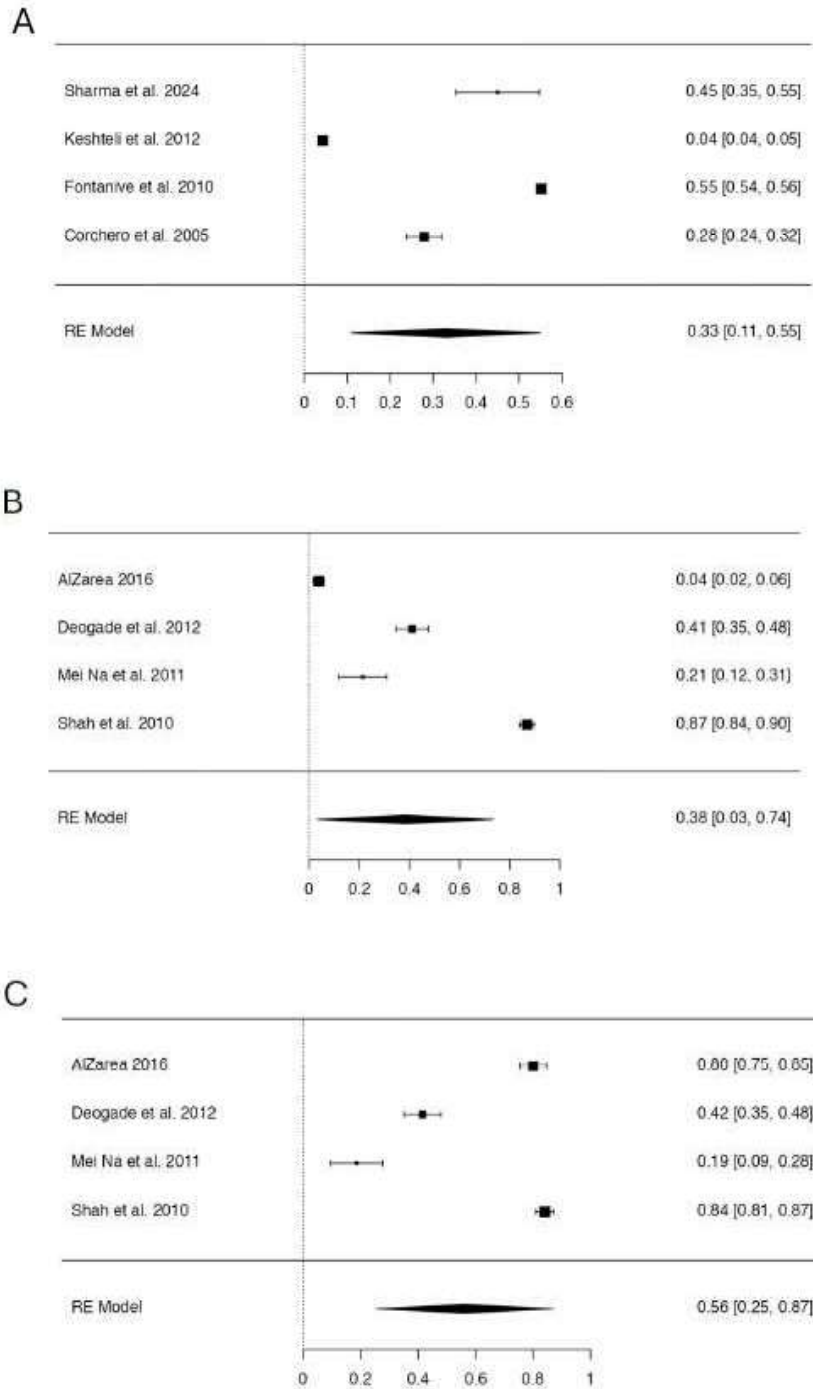 A
Sharma et al. 2024 0.45 [0.35, 0.55]
Keshteli et al. 2012 0.04 [0.04, 0.05]
Fontanive et al. 2010 0.55 [0.54, 0.56]
Corchero et al. 2005 0.28 [0.24, 0.32]
RE Model 0.33 [0.11, 0.55]
0 0.1 0.2 0.3 0.4 0.5 0.6
B
AlZarea 2016 0.04 [0.02, 0.06]
Deogade et al. 2012 0.41 [0.35, 0.48]
Mei Na et al. 2011 0.21 [0.12, 0.31]
Shah et al. 2010 0.87 [0.84, 0.90]
RE Model 0.38 [0.03, 0.74]
0 0.2 0.4 0.6 0.8 1
C
AlZarea 2016 0.80 [0.75, 0.85]
Deogade et al. 2012 0.42 [0.35, 0.48]
Mei Na et al. 2011 0.19 [0.09, 0.28]
Shah et al. 2010 0.84 [0.81, 0.87]
RE Model 0.56 [0.25, 0.87]
0 0.2 0.4 0.6 0.8 1